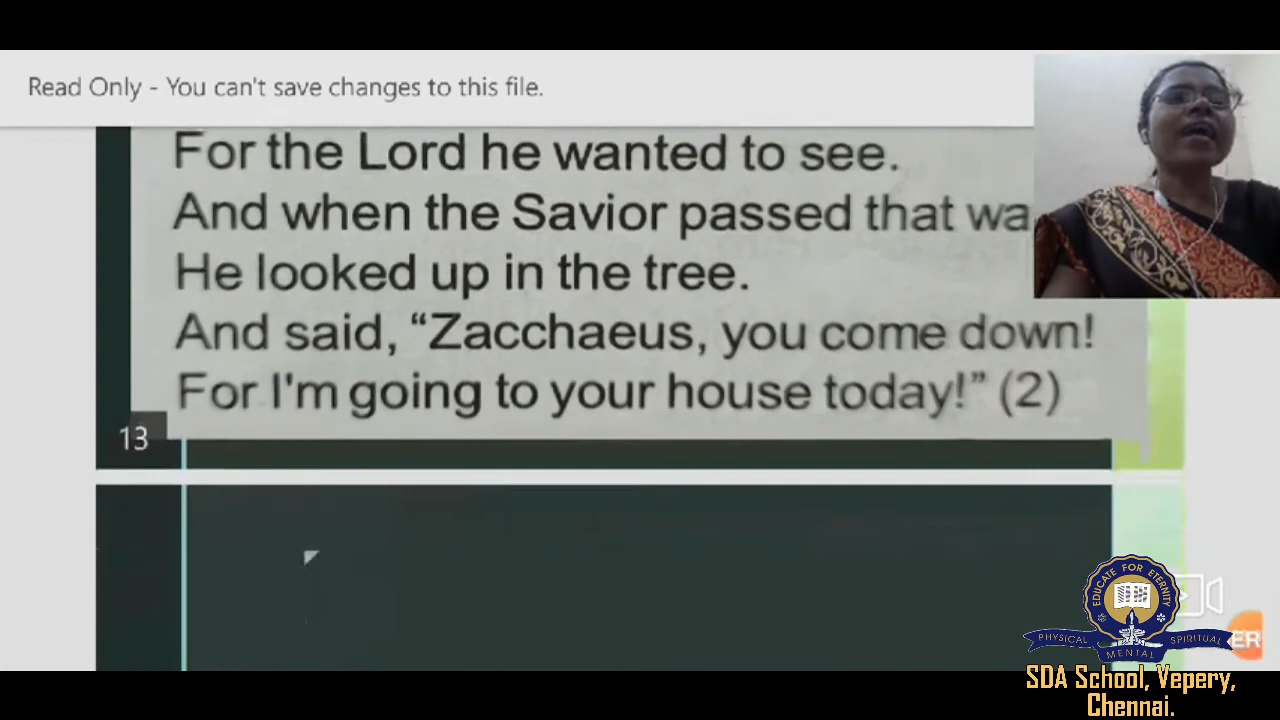 Read Only - You can't save changes to this file.
For the Lord he wanted to see.
And when the Savior passed that wa
He looked up in the tree.
And said, “Zacchaeus, you come down!
For I'm going to your house today!” (2)
13
EDUCATE FOR ETERNITY
PHYSICAL
MENTAL
SPIRITUAL
ER
SDA School, Vepery,
Chennai.